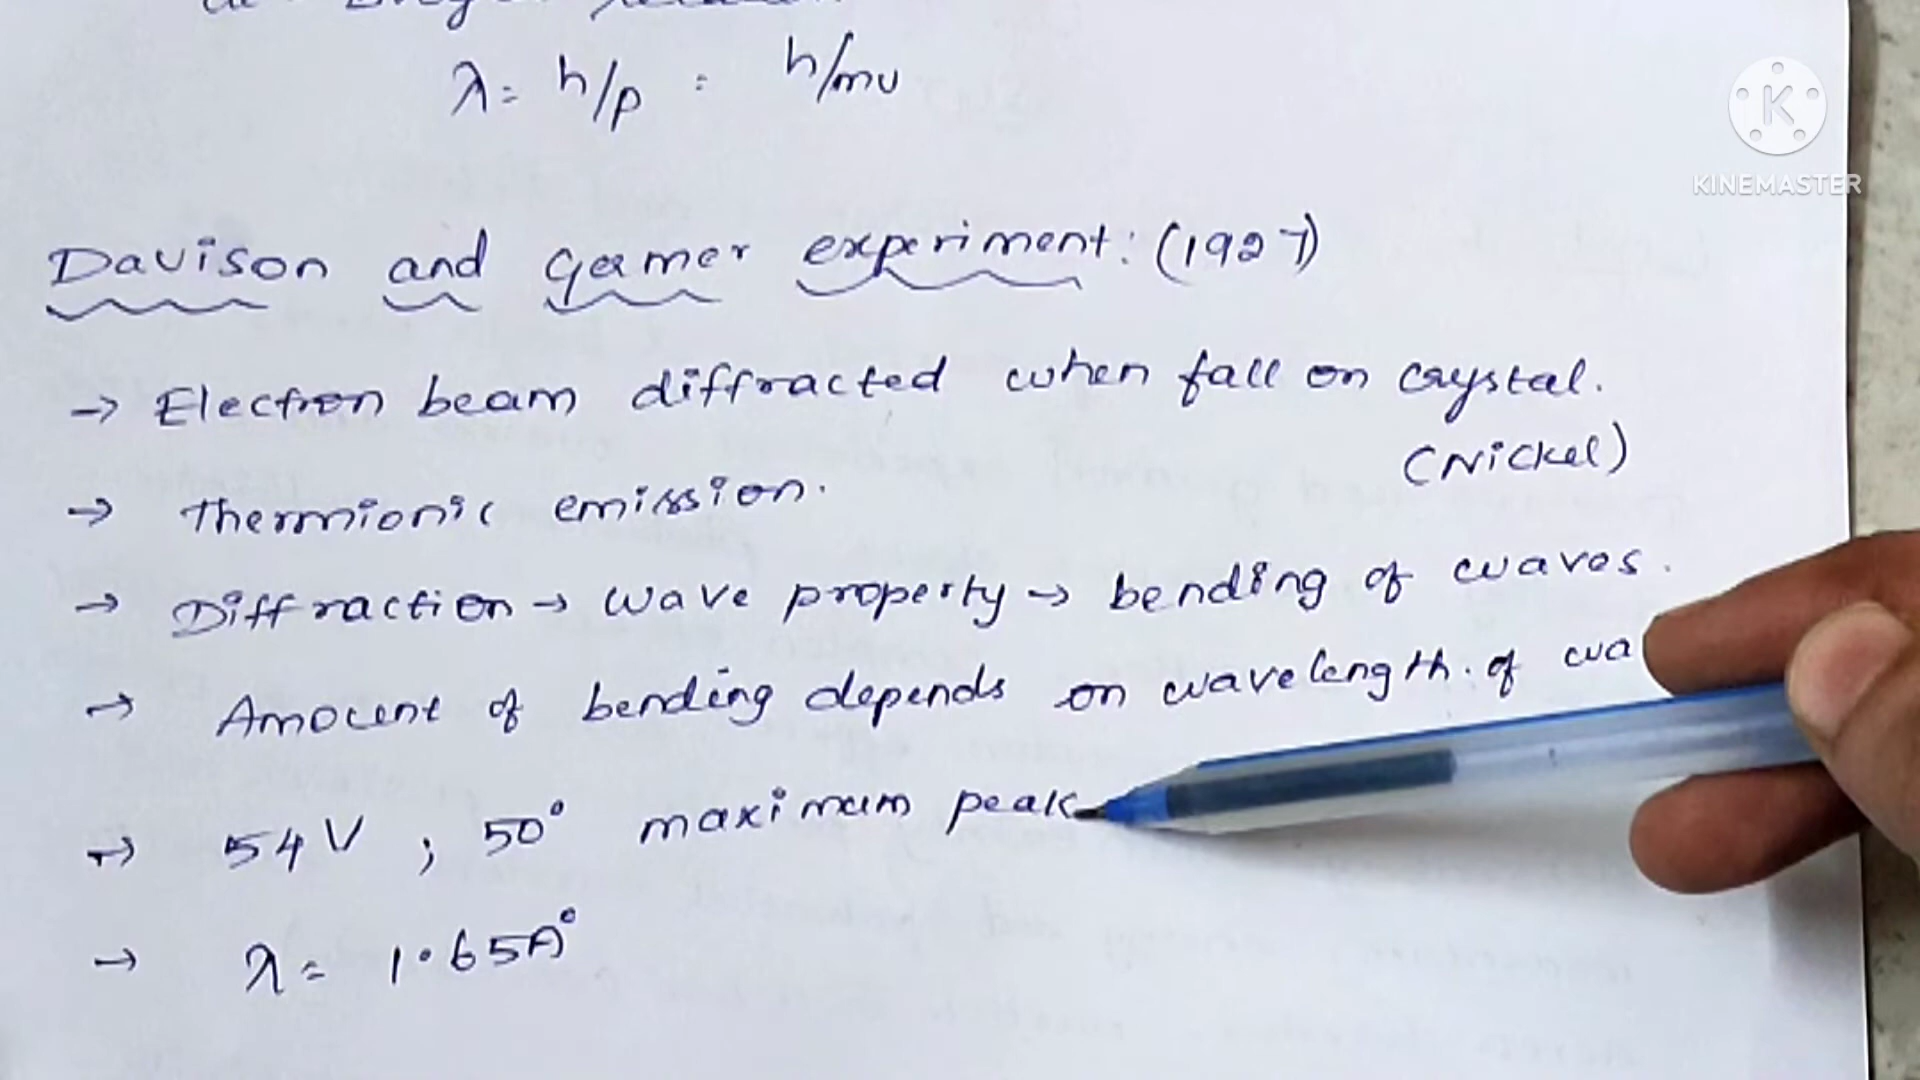 λ = h/p = h/mv
KINEMASTER
Davison and Germer experiment: (1927)
→ Electron beam diffracted when fall on crystal.
(Nickel)
→ Thermionic emission.
→ Diffraction → wave property → bending of waves.
→ Amount of bending depends on wavelength. of wa
→ 54V ; 50° maximum peak
→ λ = 1.65A°